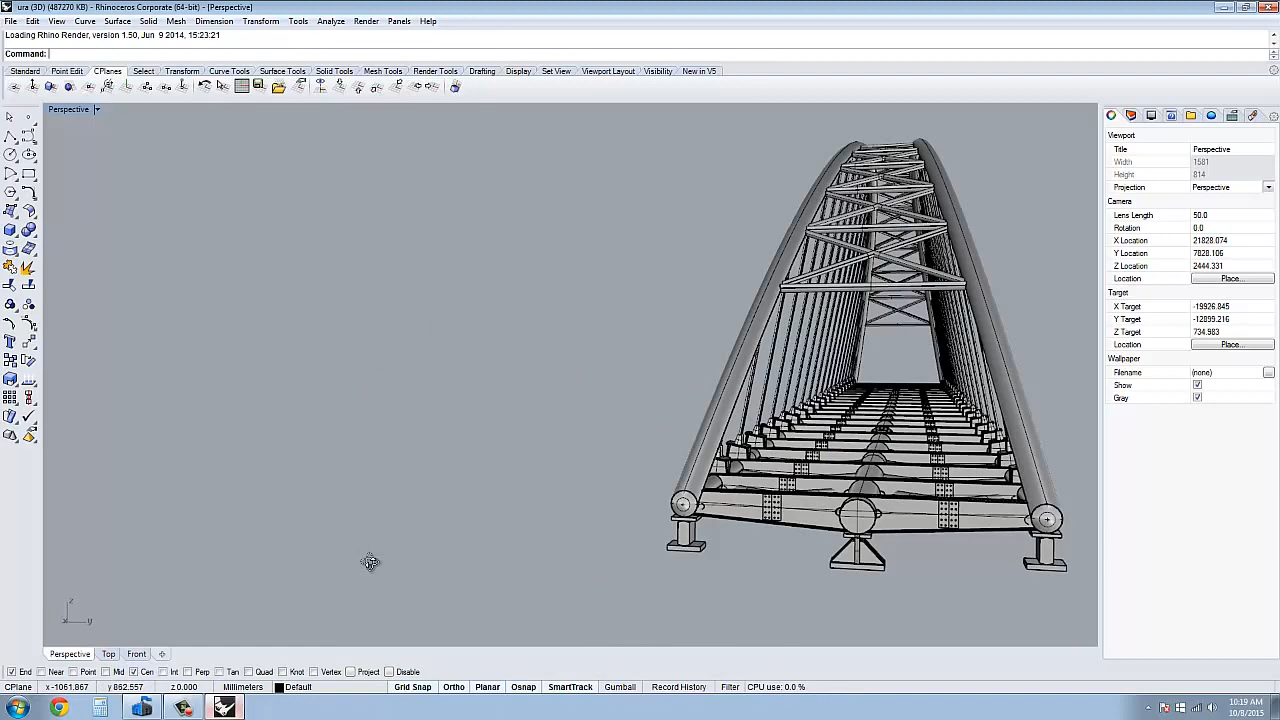 ura (3D) (487270 KB) - Rhinoceros Corporate (64-bit) - [Perspective]
File Edit View Curve Surface Solid Mesh Dimension Transform Tools Analyze Render Panels Help
Loading Rhino Render, version 1.50, Jun 9 2014, 15:23:21
Command:
Standard Point Edit CPlanes Select Transform Curve Tools Surface Tools Solid Tools Mesh Tools Render Tools Drafting Display Set View Viewport Layout Visibility New in V5
Perspective
Viewport
Title Perspective
Width 1581
Height 814
Projection Perspective
Camera
Lens Length 50.0
Rotation 0.0
X Location 21828.074
Y Location 7828.106
Z Location 2444.331
Location Place...
Target
X Target -19926.845
Y Target -12899.216
Z Target 734.983
Location Place...
Wallpaper
Filename (none)
Show
Gray
z
x y
Perspective Top Front
End Near Point Mid Cen Int Perp Tan Quad Knot Vertex Project Disable
CPlane x -1061.867 y 862.557 z 0.000 Millimeters Default Grid Snap Ortho Planar Osnap SmartTrack Gumball Record History Filter CPU use: 0.0 %
10:19 AM
10/8/2015